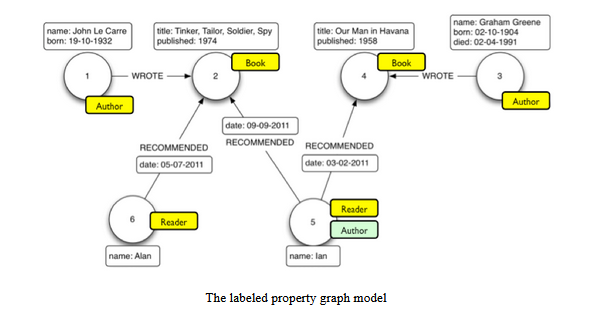 name: John Le Carre
born: 19-10-1932
title: Tinker, Tailor, Soldier, Spy
published: 1974
title: Our Man in Havana
published: 1958
name: Graham Greene
born: 02-10-1904
died: 02-04-1991
1
WROTE
2
Book
4
Book
WROTE
3
Author
Author
date: 09-09-2011
RECOMMENDED
RECOMMENDED
date: 05-07-2011
RECOMMENDED
date: 03-02-2011
6
Reader
5
Reader
Author
name: Alan
name: Ian
The labeled property graph model